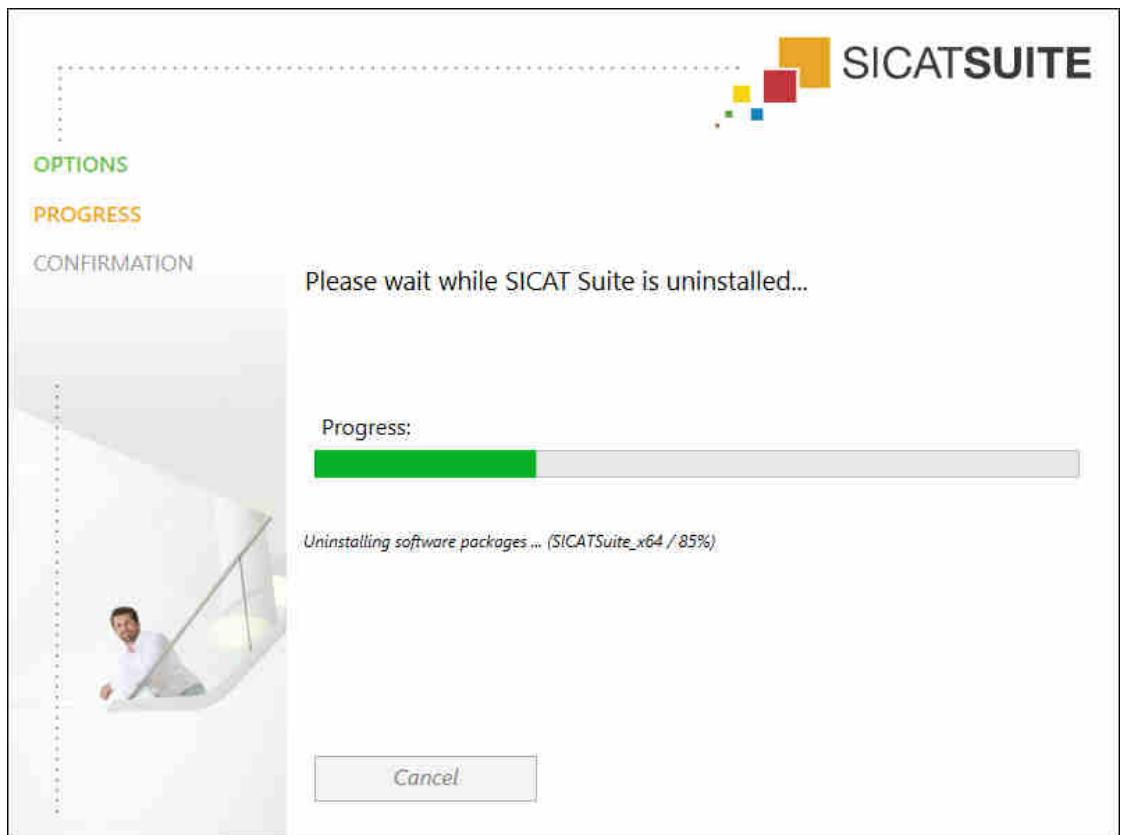 SICATSUITE
OPTIONS
PROGRESS
CONFIRMATION
Please wait while SICAT Suite is uninstalled...
Progress:
Uninstalling software packages ... (SICATSuite_x64 / 85%)
Cancel